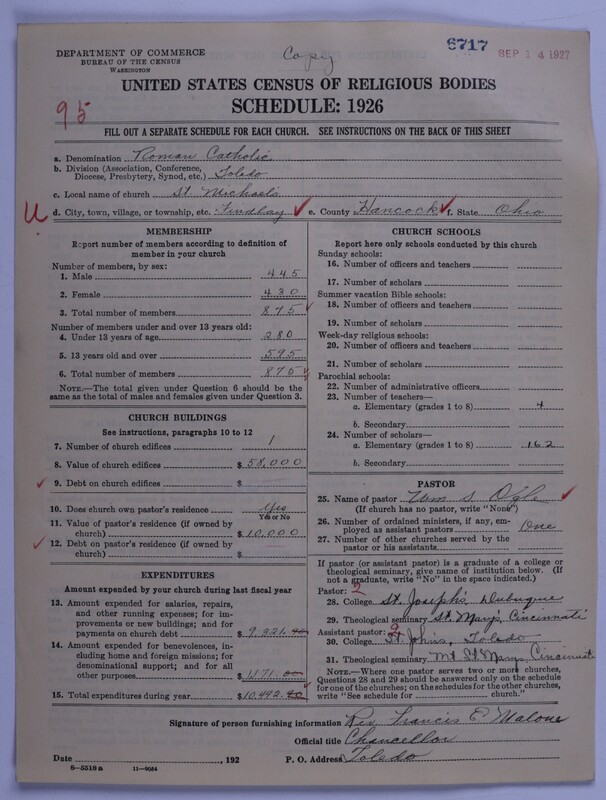 DEPARTMENT OF COMMERCE
BUREAU OF THE CENSUS
WASHINGTON
Copy
6717
SEP 14 1927
UNITED STATES CENSUS OF RELIGIOUS BODIES
SCHEDULE: 1926
95
FILL OUT A SEPARATE SCHEDULE FOR EACH CHURCH. SEE INSTRUCTIONS ON THE BACK OF THIS SHEET
a. Denomination Roman Catholic
b. Division (Association, Conference,
Diocese, Presbytery, Synod, etc.) Toledo
c. Local name of church St. Michaels
U d. City, town, village, or township, etc. Findlay e. County Hancock f. State Ohio
MEMBERSHIP
Report number of members according to definition of
member in your church
Number of members, by sex:
1. Male 445
2. Female 430
3. Total number of members 875
Number of members under and over 13 years old:
4. Under 13 years of age 280
5. 13 years old and over 595
6. Total number of members 875
NOTE.—The total given under Question 6 should be
same as the total of males and females given under Question 3.
CHURCH BUILDINGS
See instructions, paragraphs 10 to 12
7. Number of church edifices 1
8. Value of church edifices $58,000
9. Debt on church edifices $
10. Does church own pastor's residence Yes
Yes or No
11. Value of pastor's residence (if owned by
church) $10,000
12. Debt on pastor's residence (if owned by
church) $
EXPENDITURES
Amount expended by your church during last fiscal year
13. Amount expended for salaries, repairs,
and other running expenses; for im-
provements or new buildings; and for
payments on church debt $9,321.40
14. Amount expended for benevolences,
including home and foreign missions; for
denominational support; and for all
other purposes $1171.00
15. Total expenditures during year $10,492.40
CHURCH SCHOOLS
Report here only schools conducted by this church
Sunday schools:
16. Number of officers and teachers
17. Number of scholars
Summer vacation Bible schools:
18. Number of officers and teachers
19. Number of scholars
Week-day religious schools:
20. Number of officers and teachers
21. Number of scholars
Parochial schools:
22. Number of administrative officers
23. Number of teachers—
a. Elementary (grades 1 to 8) 4
b. Secondary
24. Number of scholars—
a. Elementary (grades 1 to 8) 162
b. Secondary
PASTOR
25. Name of pastor Wm. S. Ogle
(If church has no pastor, write "None")
26. Number of ordained ministers, if any, em-
ployed as assistant pastors One
27. Number of other churches served by the
pastor or his assistants
If pastor (or assistant pastor) is a graduate of a college or
theological seminary, give name of institution below. (If
not a graduate, write "No" in the space indicated.)
Pastor: 2
28. College St. Joseph's, Dubuque
29. Theological seminary St. Mary's, Cincinnati
Assistant pastor: 2
30. College St. Johns, Toledo
31. Theological seminary Mt St Marys, Cincinnati
NOTE.—Where one pastor serves two or more churches,
Questions 28 and 29 should be answered only on the schedule
for one of the churches; on the schedules for the other churches,
write "See schedule for ------ church."
Signature of person furnishing information Rev. Francis E Malone
Official title Chancellor
Date , 192 P. O. Address Toledo
8—5518a 11—9024